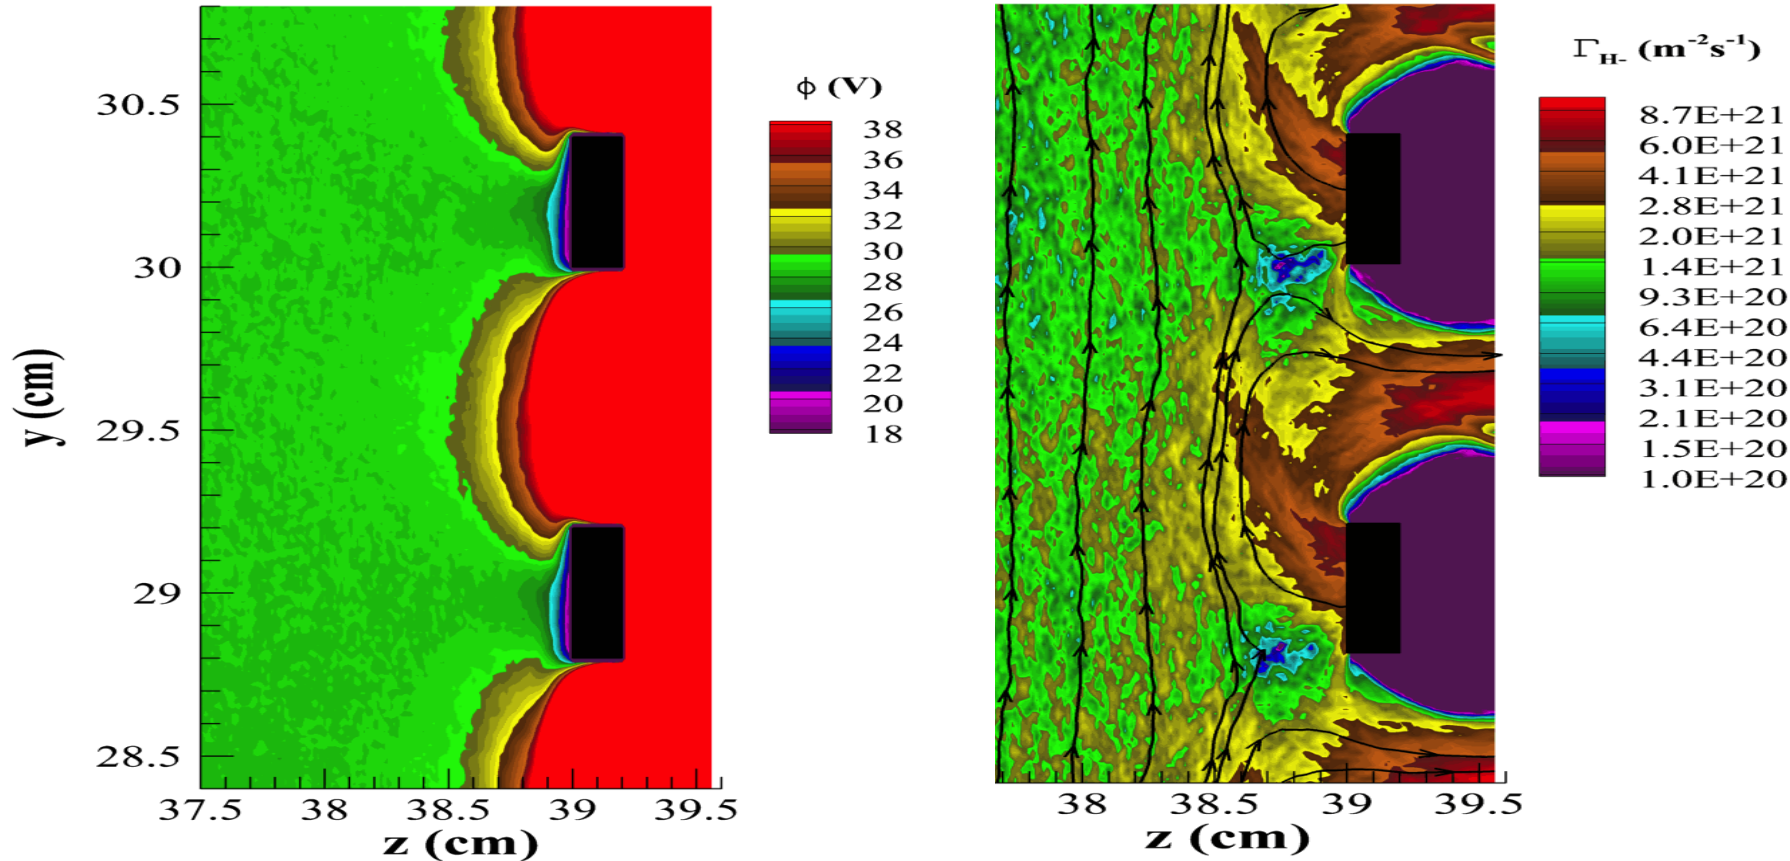 ϕ (V)
38
36
34
32
30
28
26
24
22
20
18
30.5
30
29.5
29
28.5
y (cm)
37.5 38 38.5 39 39.5
z (cm)
ΓH- (m⁻²s⁻¹)
8.7E+21
6.0E+21
4.1E+21
2.8E+21
2.0E+21
1.4E+21
9.3E+20
6.4E+20
4.4E+20
3.1E+20
2.1E+20
1.5E+20
1.0E+20
38 38.5 39 39.5
z (cm)